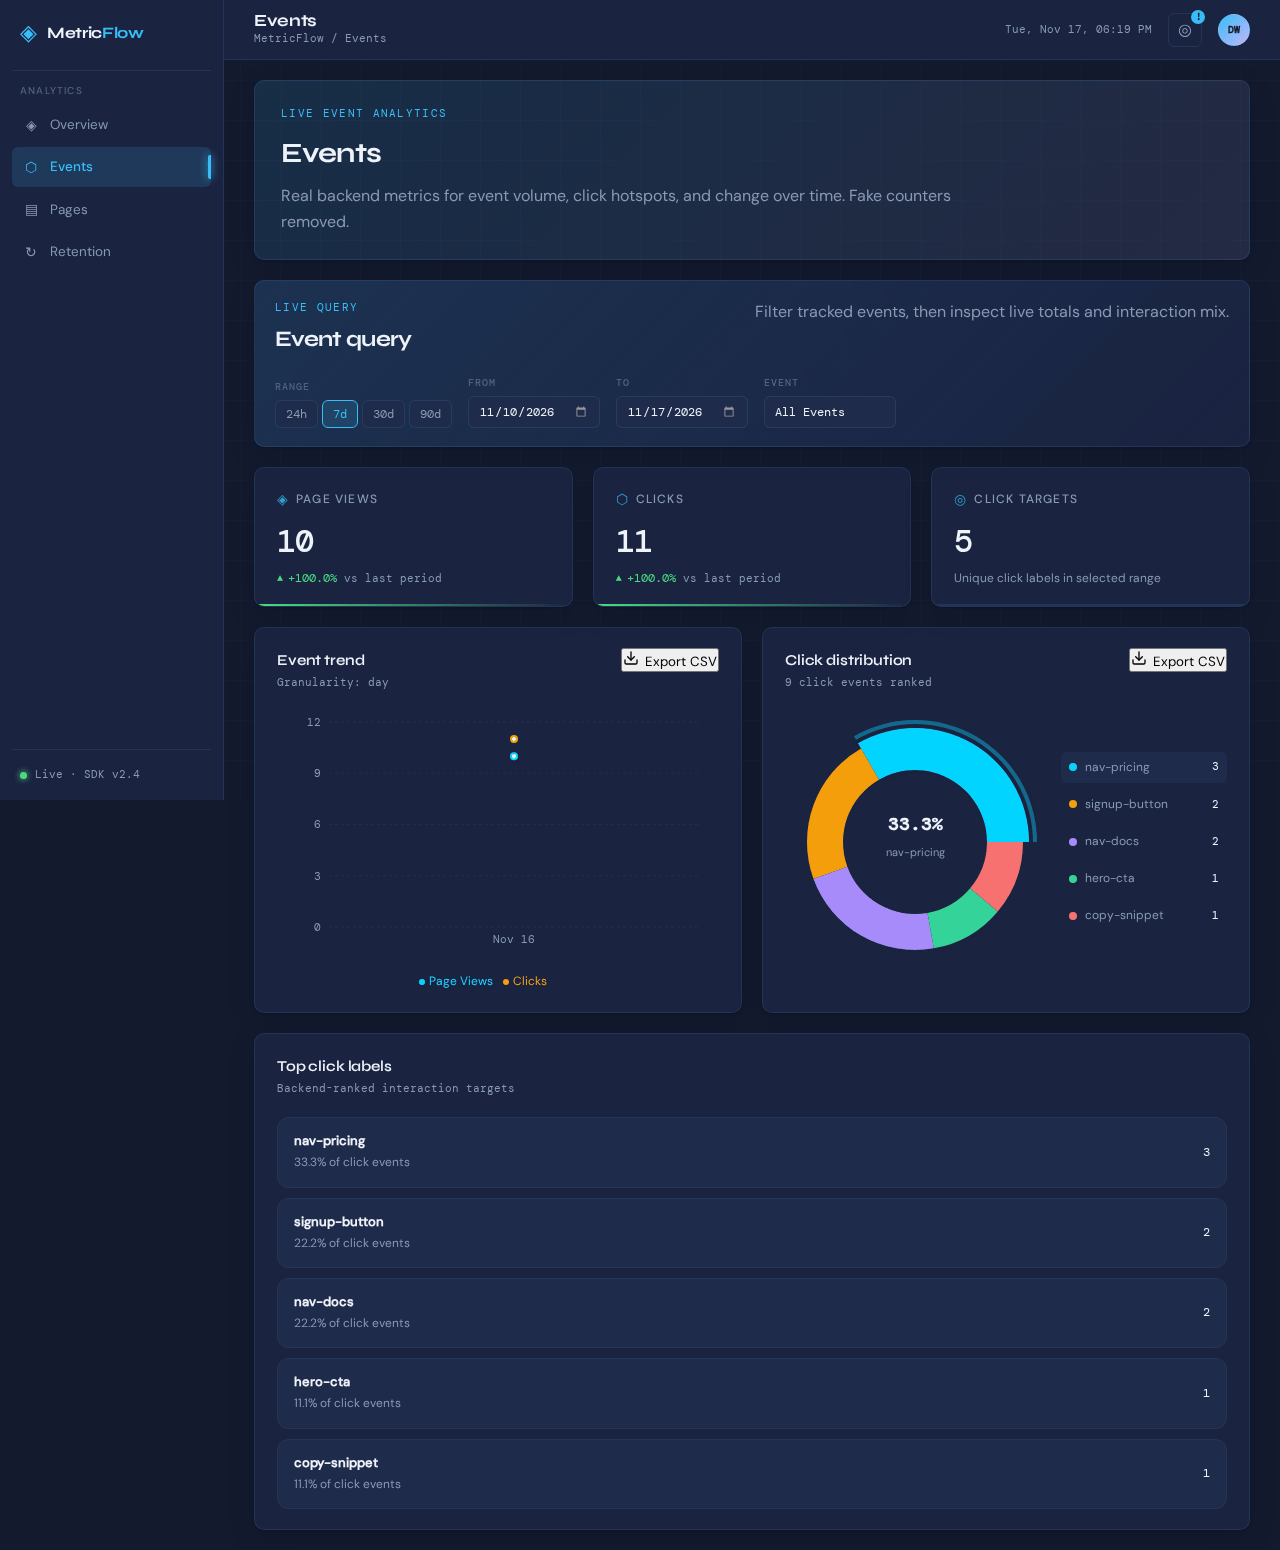 MetricFlow
ANALYTICS
Overview
Events
Pages
Retention
Live · SDK v2.4
Events
MetricFlow / Events
Tue, Nov 17, 06:19 PM
!
DW
LIVE EVENT ANALYTICS
Events
Real backend metrics for event volume, click hotspots, and change over time. Fake counters
removed.
LIVE QUERY
Event query
Filter tracked events, then inspect live totals and interaction mix.
RANGE
24h 7d 30d 90d
FROM
11/10/2026
TO
11/17/2026
EVENT
All Events
PAGE VIEWS
10
+100.0% vs last period
CLICKS
11
+100.0% vs last period
CLICK TARGETS
5
Unique click labels in selected range
Event trend
Granularity: day
Export CSV
12
9
6
3
0
Nov 16
Page Views Clicks
Click distribution
9 click events ranked
Export CSV
33.3%
nav-pricing
nav-pricing 3
signup-button 2
nav-docs 2
hero-cta 1
copy-snippet 1
Top click labels
Backend-ranked interaction targets
nav-pricing
33.3% of click events
3
signup-button
22.2% of click events
2
nav-docs
22.2% of click events
2
hero-cta
11.1% of click events
1
copy-snippet
11.1% of click events
1